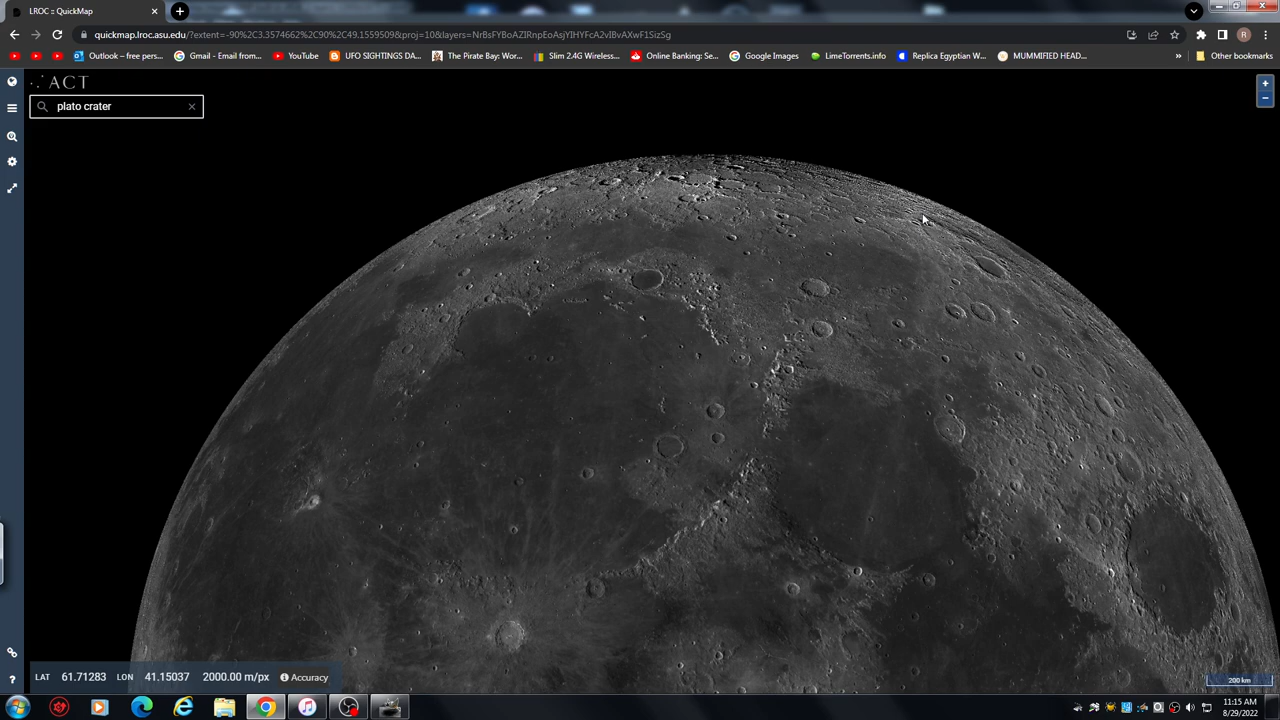 LROC :: QuickMap
quickmap.lroc.asu.edu/?extent=-90%2C3.3574662%2C90%2C49.1559509&proj=10&layers=NrBsFYBoAZIRnpEoAsjYIHYFcA2vIBvAXwF1SizSg
Outlook – free pers... Gmail - Email from... YouTube UFO SIGHTINGS DA... The Pirate Bay: Wor... Slim 2.4G Wireless... Google Images Online Banking: Se... LimeTorrents.info Replica Egyptian W... MUMMIFIED HEAD... » Other bookmarks
ACT
plato crater
LAT 61.71283 LON 41.15037 2000.00 m/px Accuracy
200 km
11:15 AM
8/29/2022